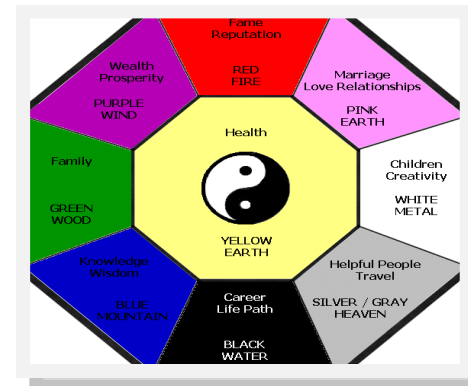 Fame
Reputation
RED
FIRE
Wealth
Prosperity
PURPLE
WIND
Marriage
Love Relationships
PINK
EARTH
Family
GREEN
WOOD
Health
YELLOW
EARTH
Children
Creativity
WHITE
METAL
Knowledge
Wisdom
BLUE
MOUNTAIN
Career
Life Path
BLACK
WATER
Helpful People
Travel
SILVER / GRAY
HEAVEN